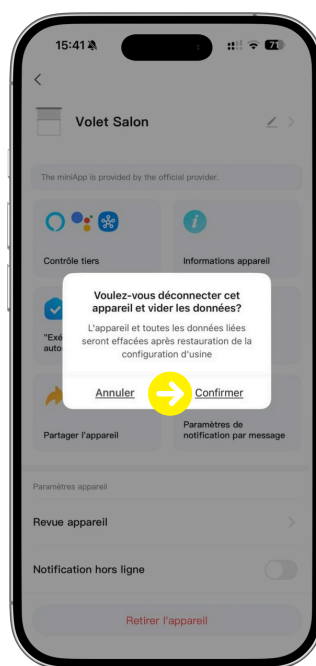 15:41
71
Volet Salon
The miniApp is provided by the official provider.
Contrôle tiers
Informations appareil
Voulez-vous déconnecter cet
appareil et vider les données?
L'appareil et toutes les données liées
seront effacées après restauration de la
configuration d'usine
"Exé
auto
Annuler
Confirmer
Partager l'appareil
Paramètres de
notification par message
Paramètres appareil
Revue appareil
Notification hors ligne
Retirer l'appareil